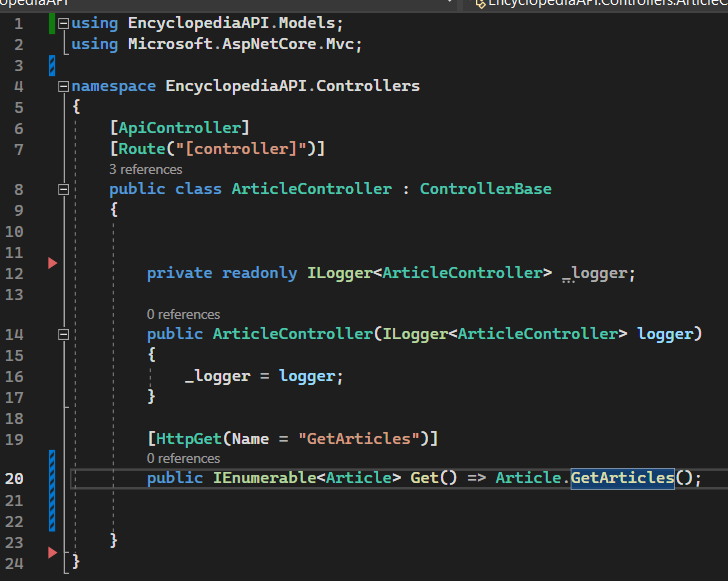 opediaAPI
EncyclopediaAPI.Controllers.ArticleC
1 using EncyclopediaAPI.Models;
2 using Microsoft.AspNetCore.Mvc;
3
4 namespace EncyclopediaAPI.Controllers
5 {
6 [ApiController]
7 [Route("[controller]")]
3 references
8 public class ArticleController : ControllerBase
9 {
10
11
12 private readonly ILogger<ArticleController> _logger;
13
0 references
14 public ArticleController(ILogger<ArticleController> logger)
15 {
16 _logger = logger;
17 }
18
19 [HttpGet(Name = "GetArticles")]
0 references
20 public IEnumerable<Article> Get() => Article.GetArticles();
21
22
23 }
24 }